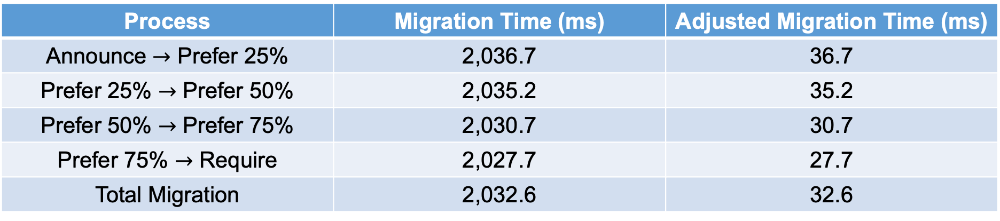 Process Migration Time (ms) Adjusted Migration Time (ms)
Announce → Prefer 25% 2,036.7 36.7
Prefer 25% → Prefer 50% 2,035.2 35.2
Prefer 50% → Prefer 75% 2,030.7 30.7
Prefer 75% → Require 2,027.7 27.7
Total Migration 2,032.6 32.6